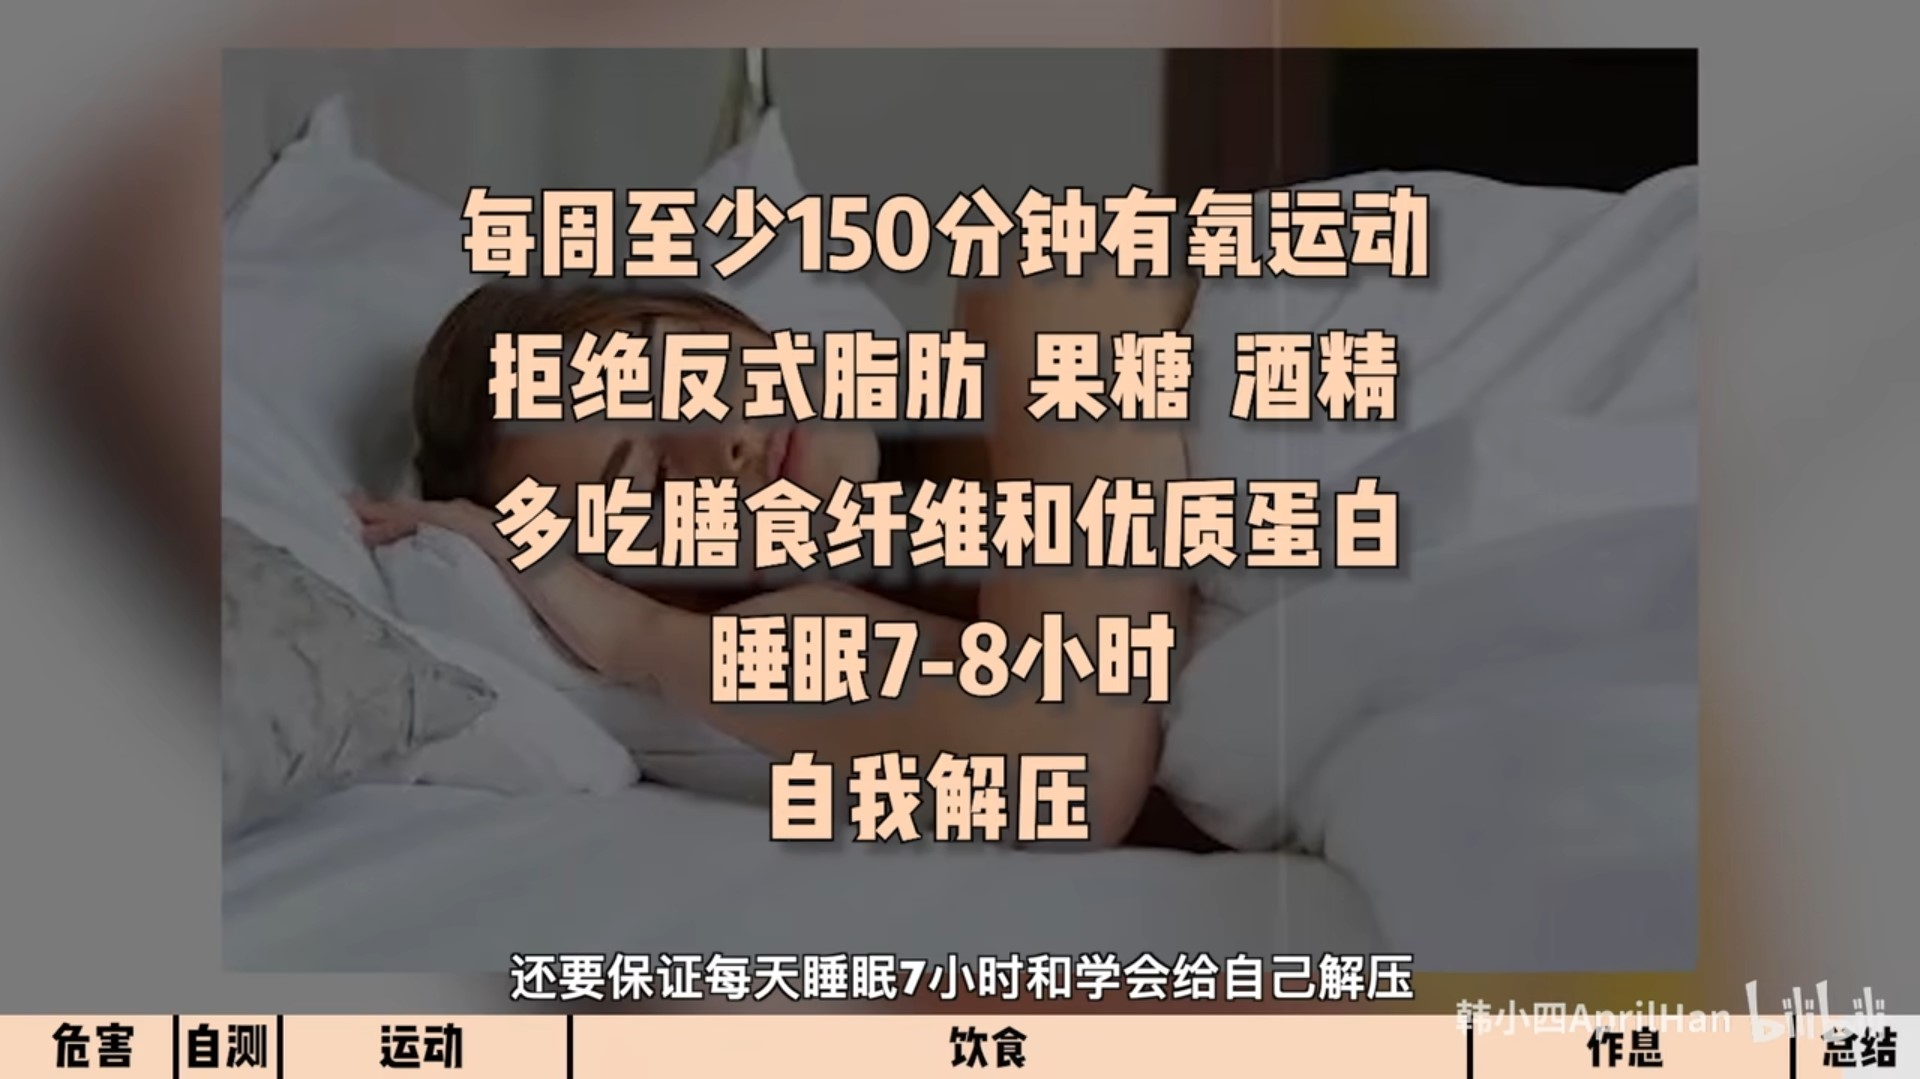 每周至少150分钟有氧运动
拒绝反式脂肪 果糖 酒精
多吃膳食纤维和优质蛋白
睡眠7-8小时
自我解压
还要保证每天睡眠7小时和学会给自己解压
韩小四AprilHan bilibili
危害 自测 运动 饮食 作息 总结